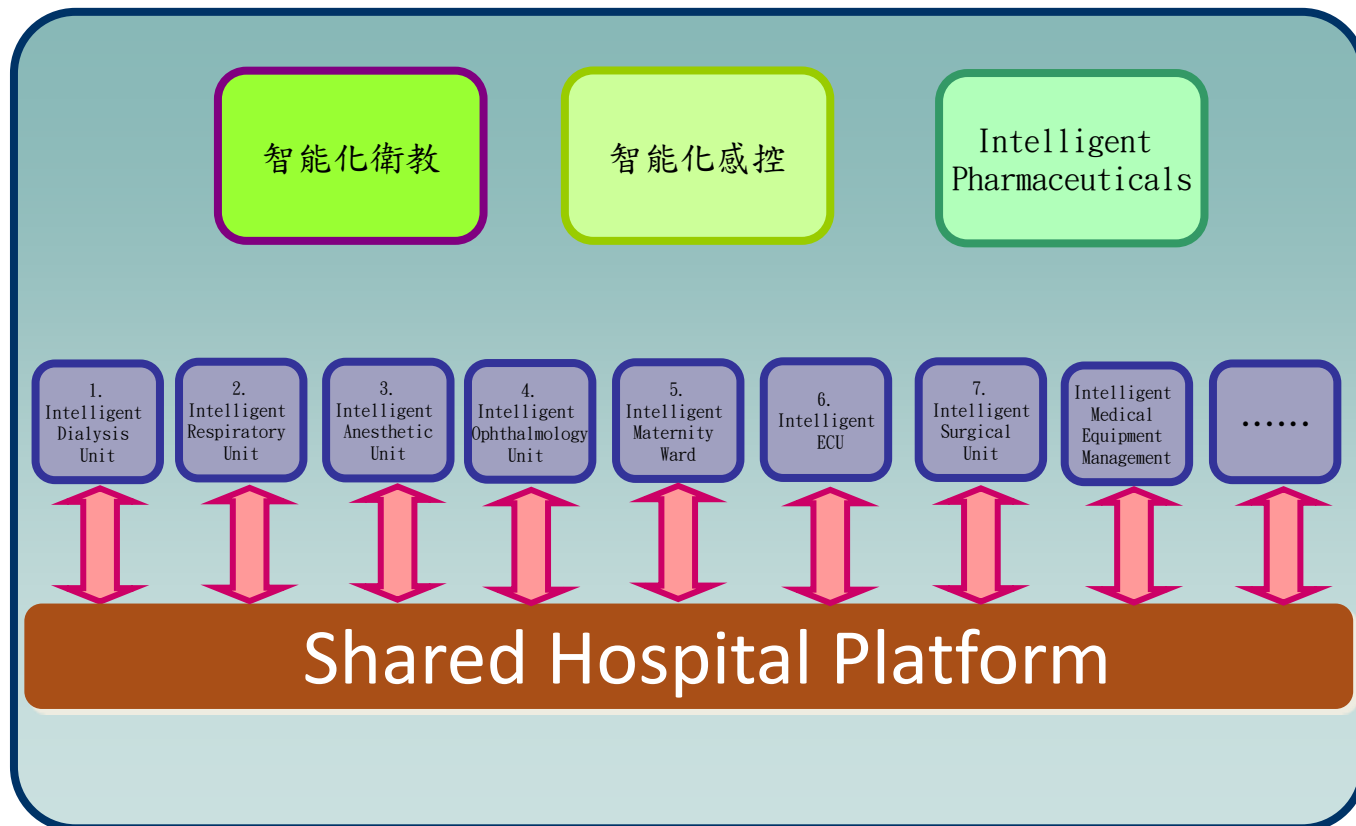 智能化衛教
智能化感控
Intelligent
Pharmaceuticals
1.
Intelligent
Dialysis
Unit
2.
Intelligent
Respiratory
Unit
3.
Intelligent
Anesthetic
Unit
4.
Intelligent
Ophthalmology
Unit
5.
Intelligent
Maternity
Ward
6.
Intelligent
ECU
7.
Intelligent
Surgical
Unit
Intelligent
Medical
Equipment
Management
……
Shared Hospital Platform